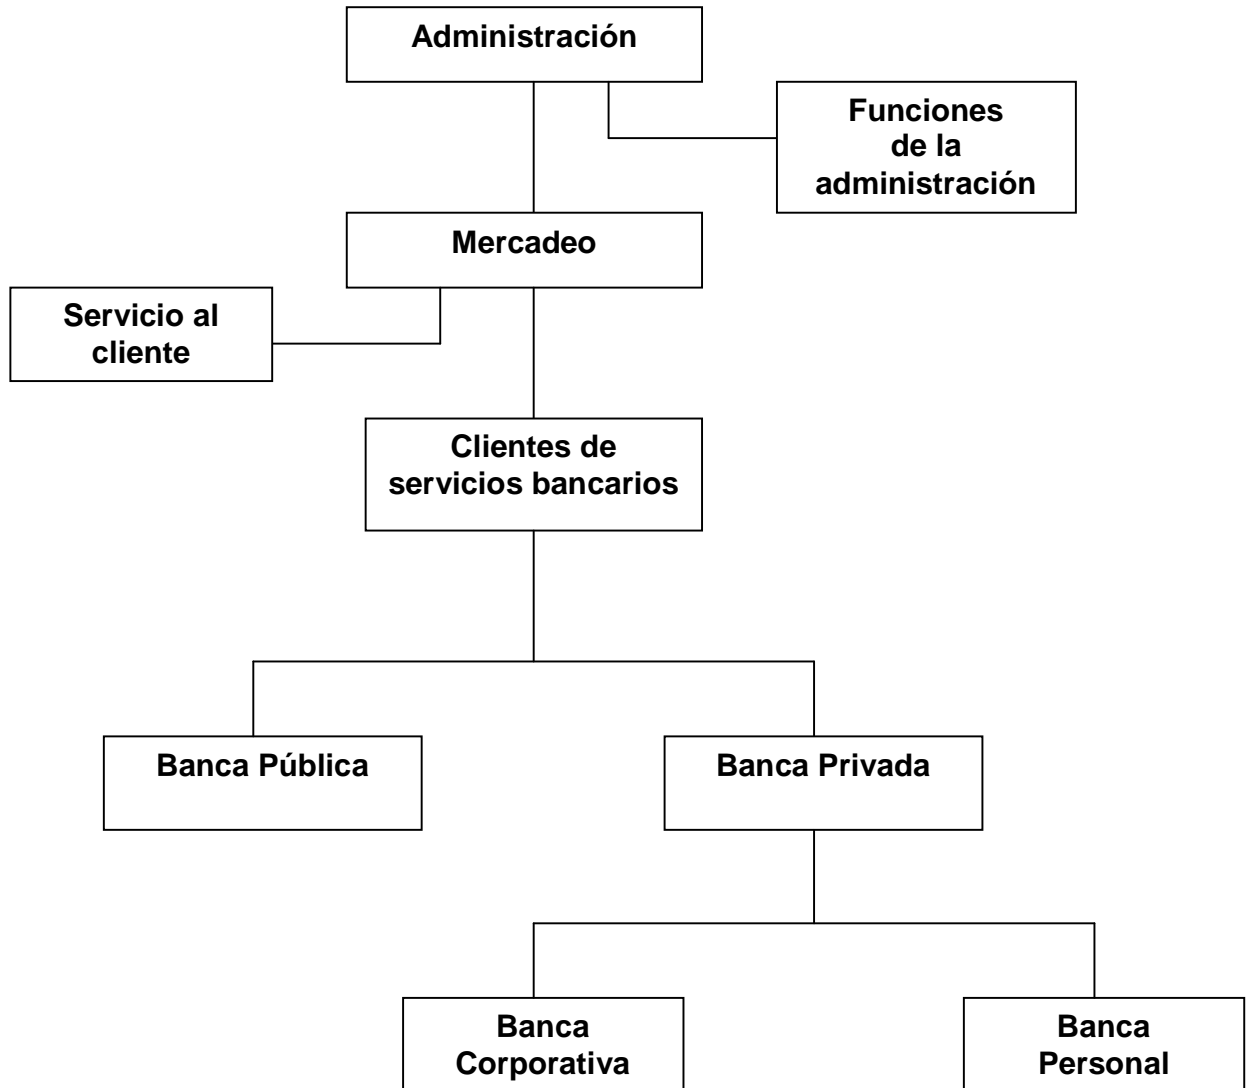 Administración
Funciones
de la
administración
Mercadeo
Servicio al
cliente
Clientes de
servicios bancarios
Banca Pública
Banca Privada
Banca
Corporativa
Banca
Personal